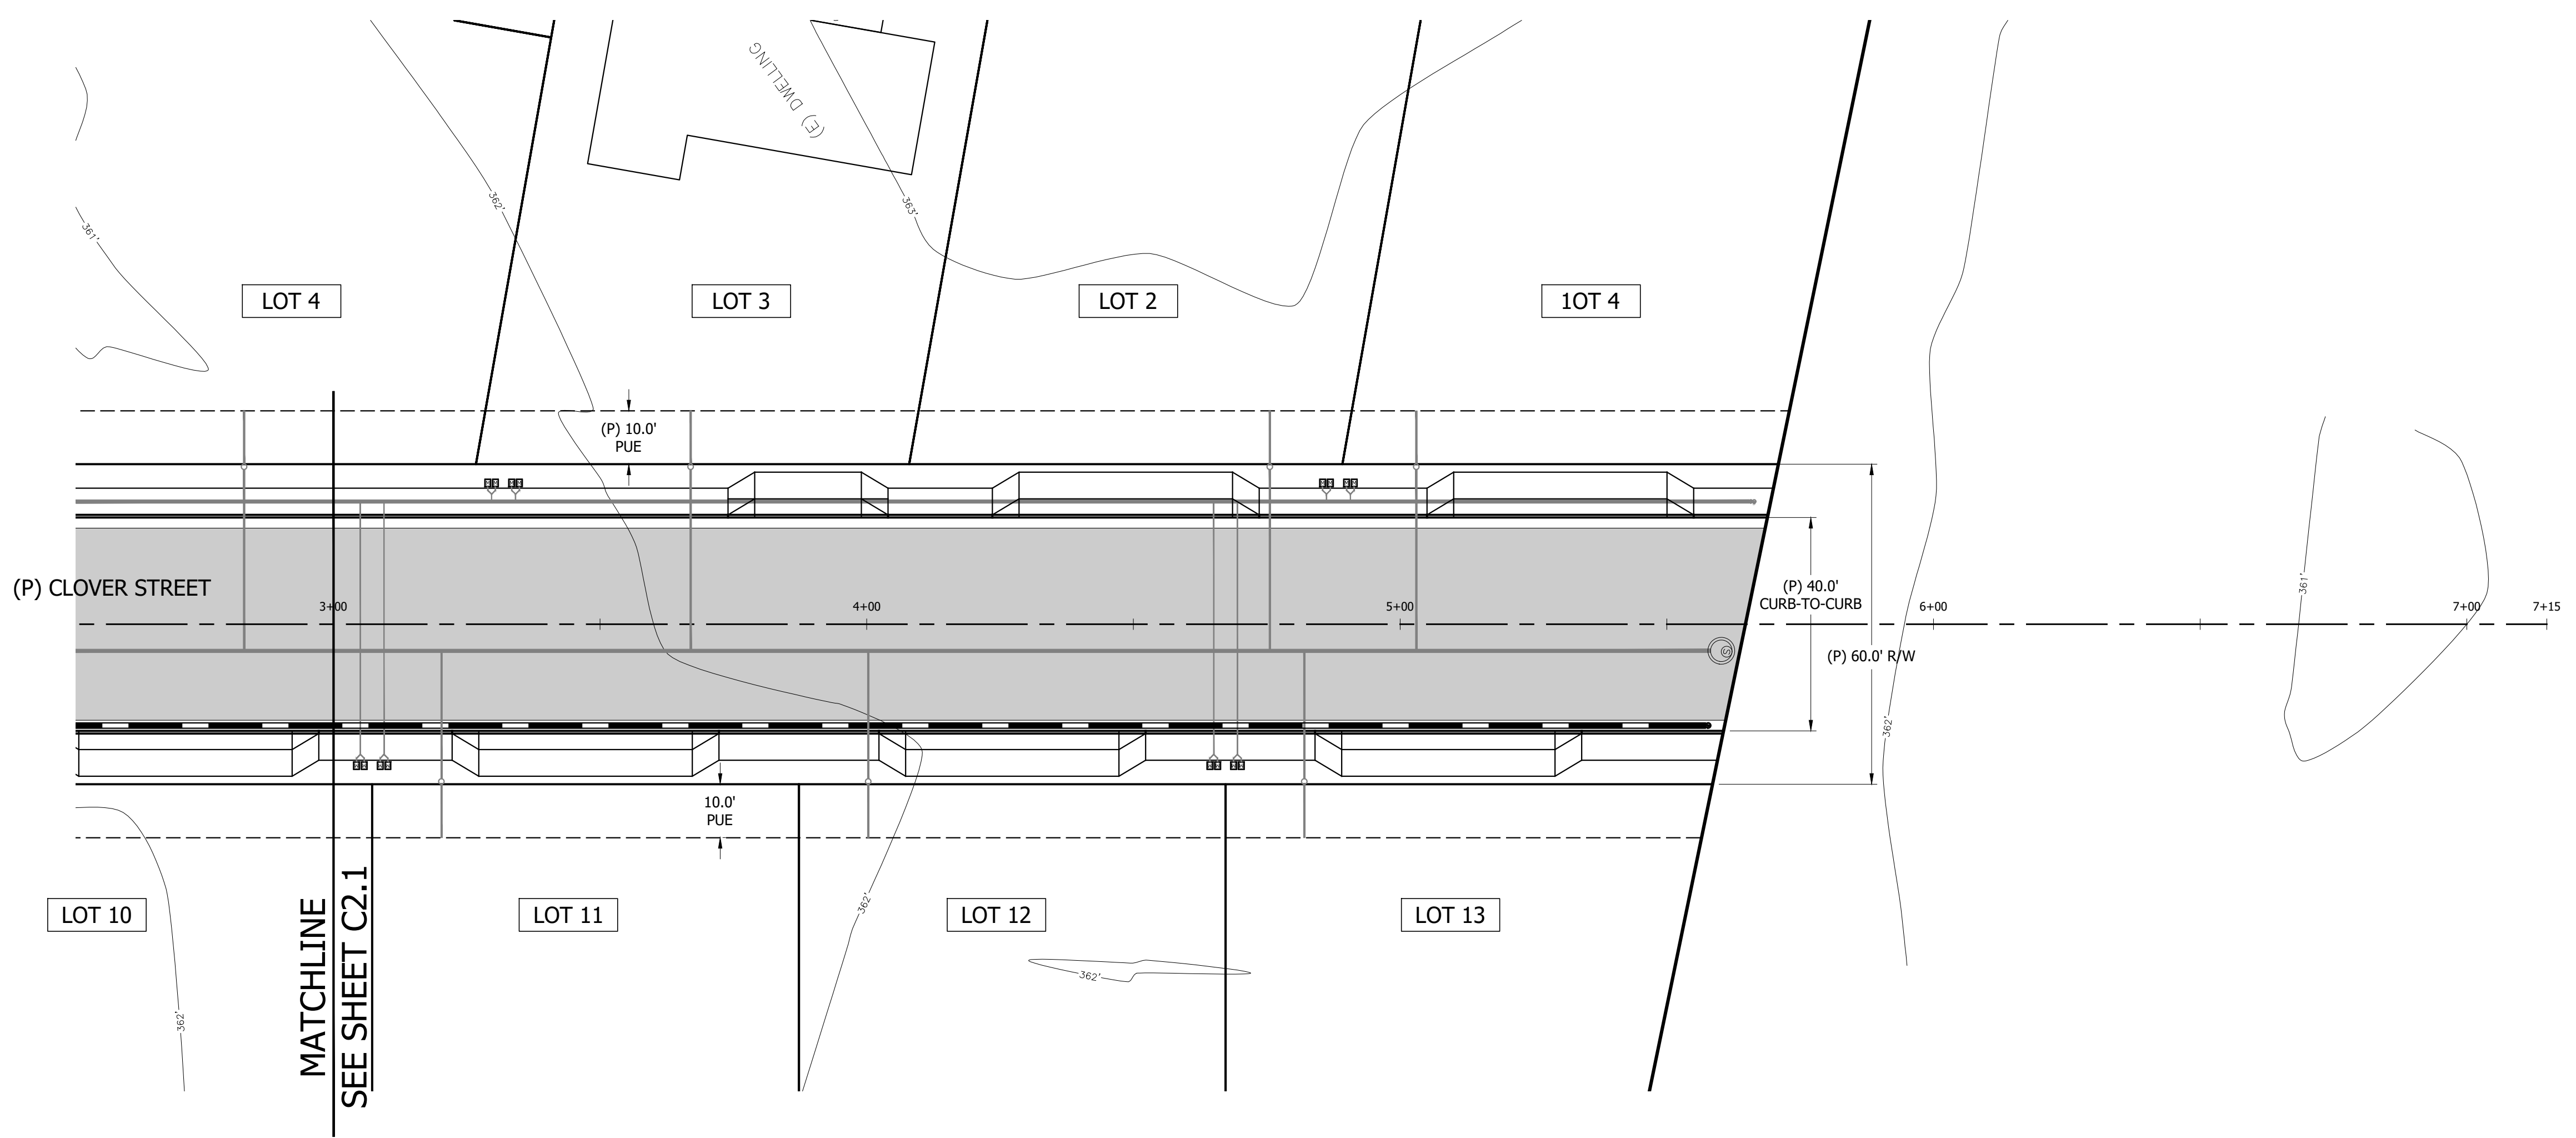 (E) DWELLING
362'
363'
361'
LOT 4
LOT 3
LOT 2
1OT 4
(P) 10.0'
PUE
(P) CLOVER STREET
3+00
4+00
5+00
6+00
7+00
7+15
(P) 40.0'
CURB-TO-CURB
(P) 60.0' R/W
S
361'
362'
10.0'
PUE
LOT 10
LOT 11
LOT 12
LOT 13
MATCHLINE
SEE SHEET C2.1
362'
362'
362'